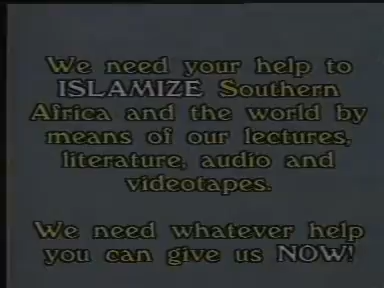 We need your help to
ISLAMIZE Southern
Africa and the world by
means of our lectures,
literature, audio and
videotapes.
We need whatever help
you can give us NOW!